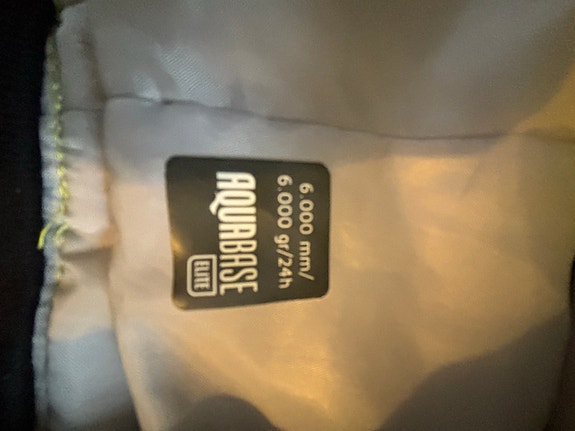 6.000 mm/
6.000 gr/24h
AQUABASE
ELITE